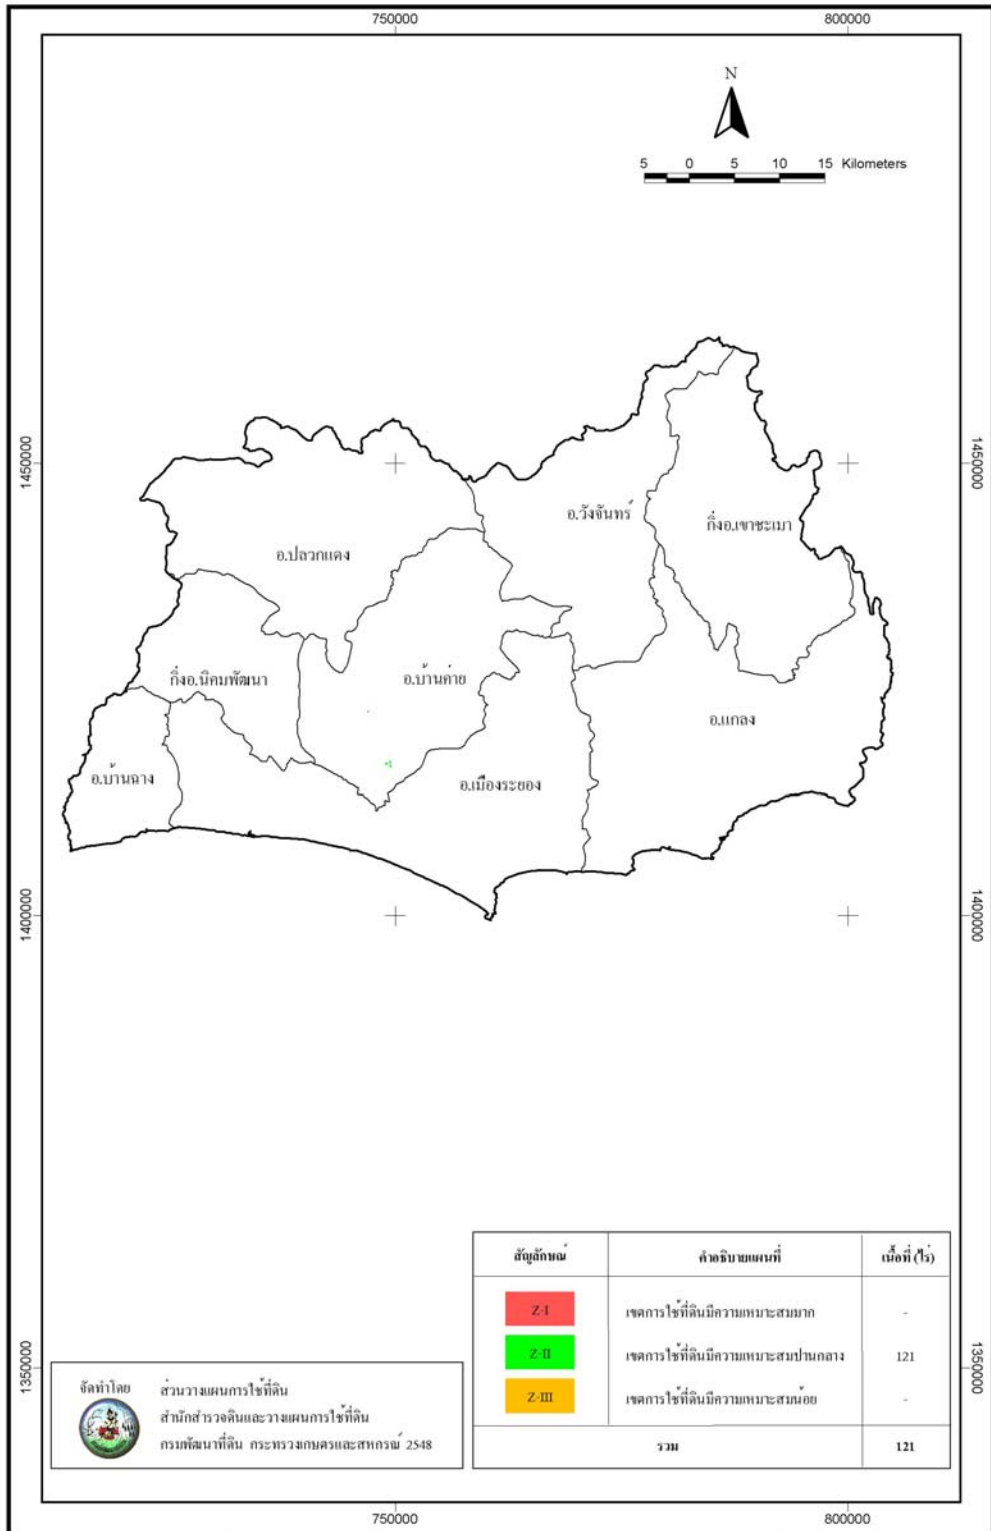 750000
800000
N
5 0 5 10 15 Kilometers
1450000
1450000
อ.วังจันทร์
กิ่งอ.เขาชะเมา
อ.ปลวกแดง
กิ่งอ.นิคมพัฒนา
อ.บ้านค่าย
อ.แกลง
อ.บ้านฉาง
อ.เมืองระยอง
1400000
1400000
สัญลักษณ์ คำอธิบายแผนที่ เนื้อที่ (ไร่)
Z-I เขตการใช้ที่ดินมีความเหมาะสมมาก -
Z-II เขตการใช้ที่ดินมีความเหมาะสมปานกลาง 121
Z-III เขตการใช้ที่ดินมีความเหมาะสมน้อย -
รวม 121
1350000
1350000
จัดทำโดย ส่วนวางแผนการใช้ที่ดิน
สำนักสำรวจดินและวางแผนการใช้ที่ดิน
กรมพัฒนาที่ดิน กระทรวงเกษตรและสหกรณ์ 2548
750000
800000